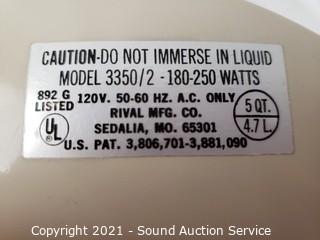 CAUTION-DO NOT IMMERSE IN LIQUID
MODEL 3350/2 -180-250 WATTS
892 G
LISTED
UL
120V. 50-60 HZ. A.C. ONLY
RIVAL MFG. CO.
SEDALIA, MO. 65301
5 QT.
4.7 L.
U.S. PAT. 3,806,701-3,881,090
Copyright 2021 - Sound Auction Service